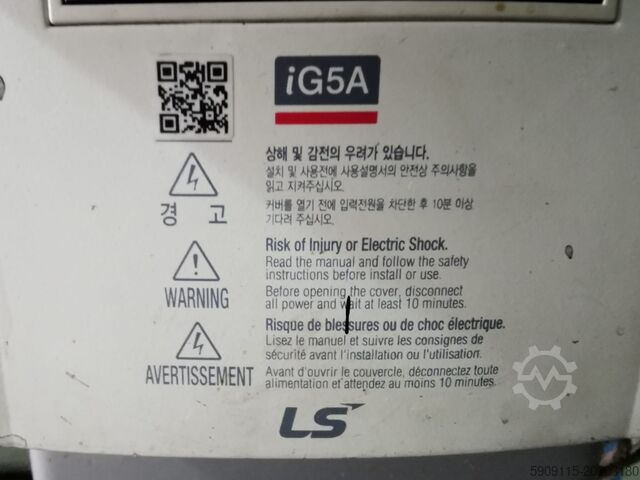 iG5A
상해 및 감전의 우려가 있습니다.
설치 및 사용전에 사용설명서의 안전상 주의사항을
읽고 지켜주십시오.
커버를 열기 전에 입력전원을 차단한 후 10분 이상
기다려 주십시오.
경 고
Risk of Injury or Electric Shock.
Read the manual and follow the safety
instructions before install or use.
Before opening the cover, disconnect
all power and wait at least 10 minutes.
WARNING
Risque de blessures ou de choc électrique.
Lisez le manuel et suivre les consignes de
sécurité avant l'installation ou l'utilisation.
Avant d'ouvrir le couvercle, déconnectez toute
alimentation et attendez au moins 10 minutes.
AVERTISSEMENT
LS